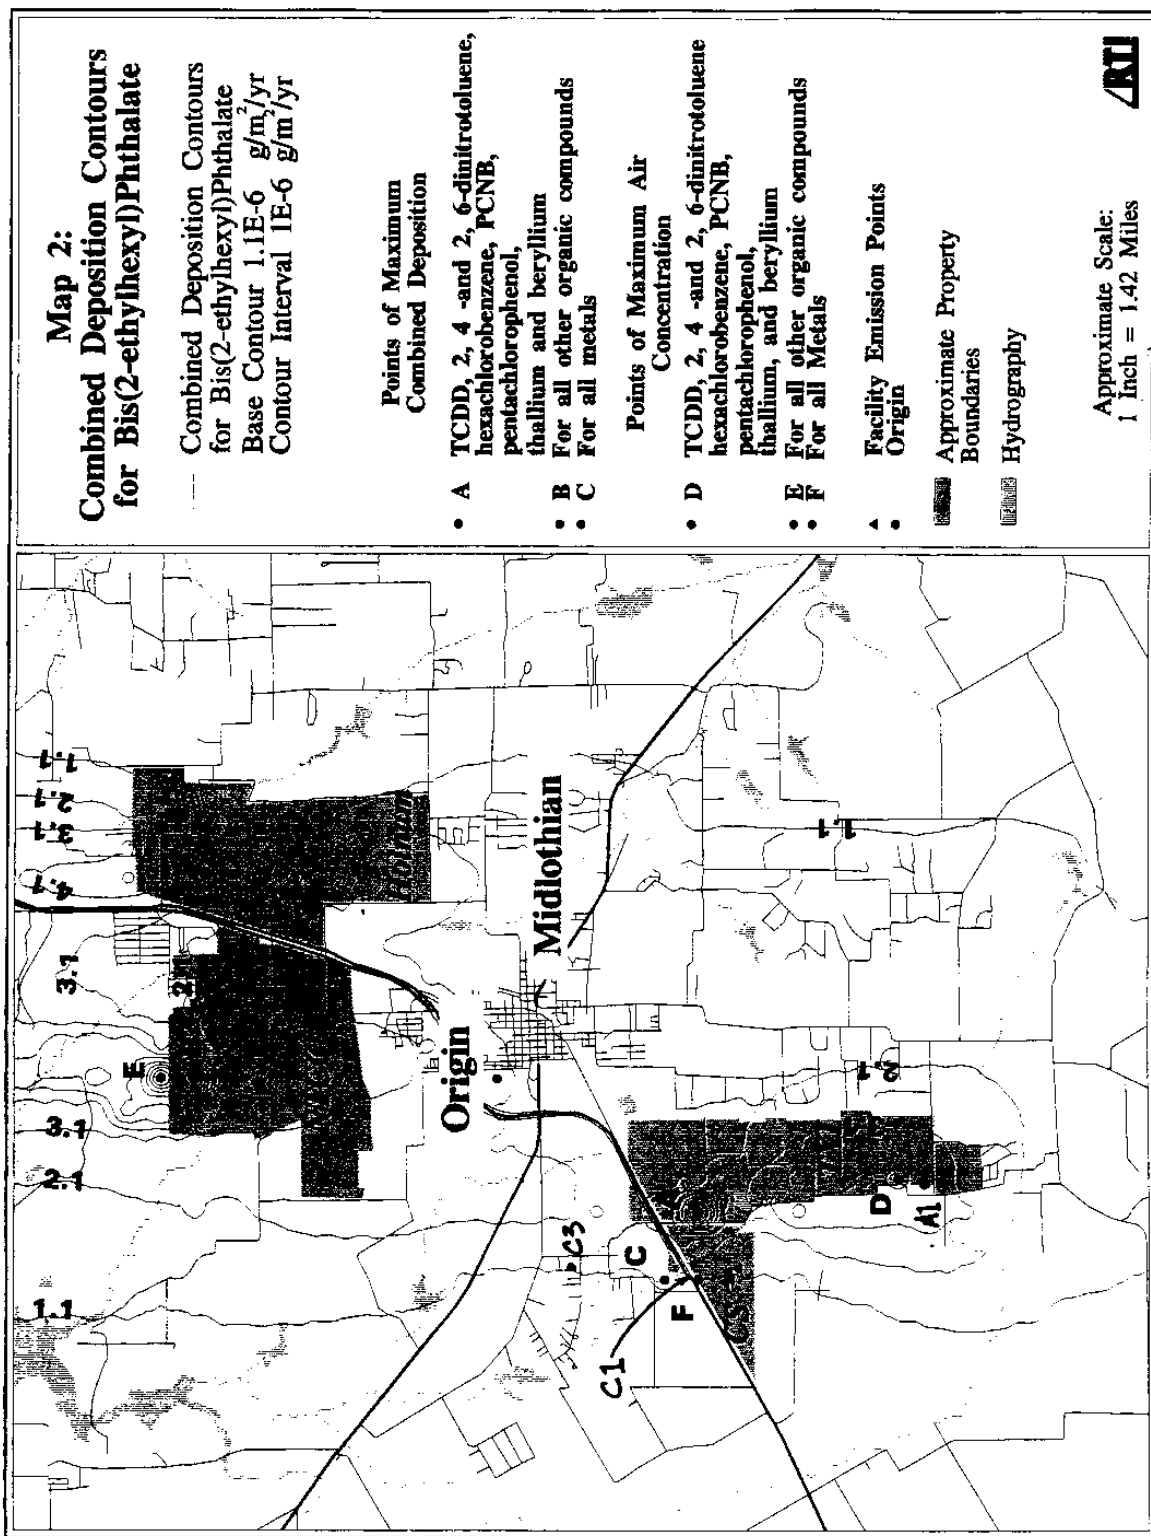 Map 2:
Combined Deposition Contours
for Bis(2-ethylhexyl)Phthalate
Combined Deposition Contours
for Bis(2-ethylhexyl)Phthalate
Base Contour 1.1E-6 g/m²/yr
Contour Interval 1E-6 g/m²/yr
Points of Maximum
Combined Deposition
• A TCDD, 2, 4 -and 2, 6-dinitrotoluene,
hexachlorobenzene, PCNB,
pentachlorophenol,
thallium and beryllium
• B For all other organic compounds
• C For all metals
Points of Maximum Air
Concentration
• D TCDD, 2, 4 -and 2, 6-dinitrotoluene
hexachlorobenzene, PCNB,
pentachlorophenol,
thallium, and beryllium
• E For all other organic compounds
• F For all Metals
▲ Facility Emission Points
• Origin
Approximate Property
Boundaries
Hydrography
Approximate Scale:
1 Inch = 1.42 Miles
RTI
1.1
2.1
3.1
4.1
3.1
E
3.1
2.1
1.1
Holnam
Origin
Midlothian
C3
C
F
C1
D
A1
1.1
2.1